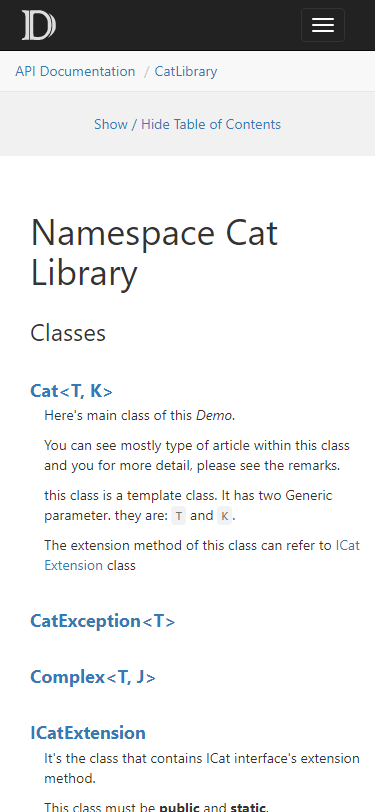 API Documentation / CatLibrary
Show / Hide Table of Contents
Namespace Cat
Library
Classes
Cat<T, K>
Here's main class of this Demo.
You can see mostly type of article within this class
and you for more detail, please see the remarks.
this class is a template class. It has two Generic
parameter. they are: T and K.
The extension method of this class can refer to ICat
Extension class
CatException<T>
Complex<T, J>
ICatExtension
It's the class that contains ICat interface's extension
method.
This class must be public and static.